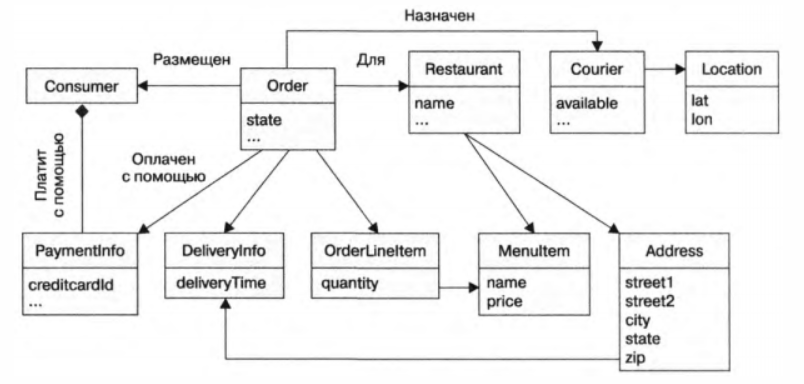 Назначен
Размещен
Для
Consumer
Order
state
...
Restaurant
name
...
Courier
available
...
Location
lat
lon
Платит
с помощью
Оплачен
с помощью
PaymentInfo
creditcardId
...
DeliveryInfo
deliveryTime
OrderLineItem
quantity
MenuItem
name
price
Address
street1
street2
city
state
zip